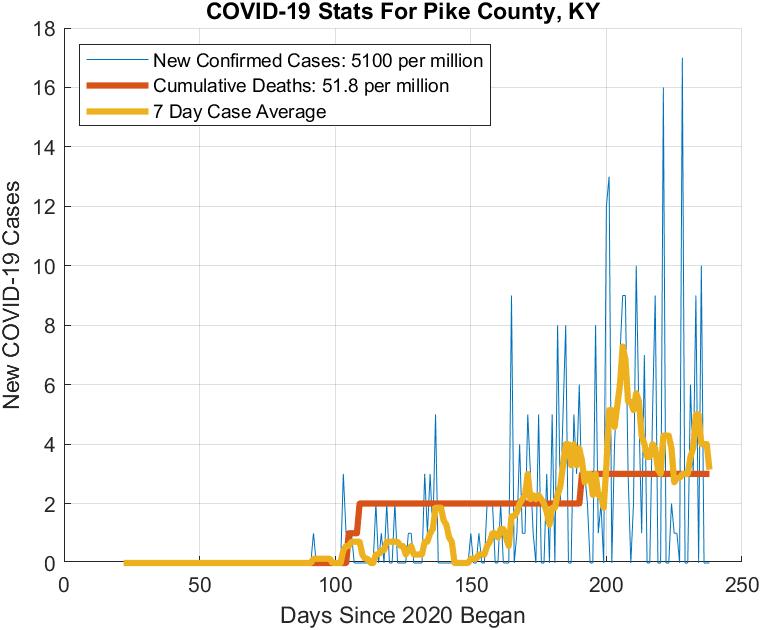 COVID-19 Stats For Pike County, KY
New Confirmed Cases: 5100 per million
Cumulative Deaths: 51.8 per million
7 Day Case Average
New COVID-19 Cases
18
16
14
12
10
8
6
4
2
0
0 50 100 150 200 250
Days Since 2020 Began